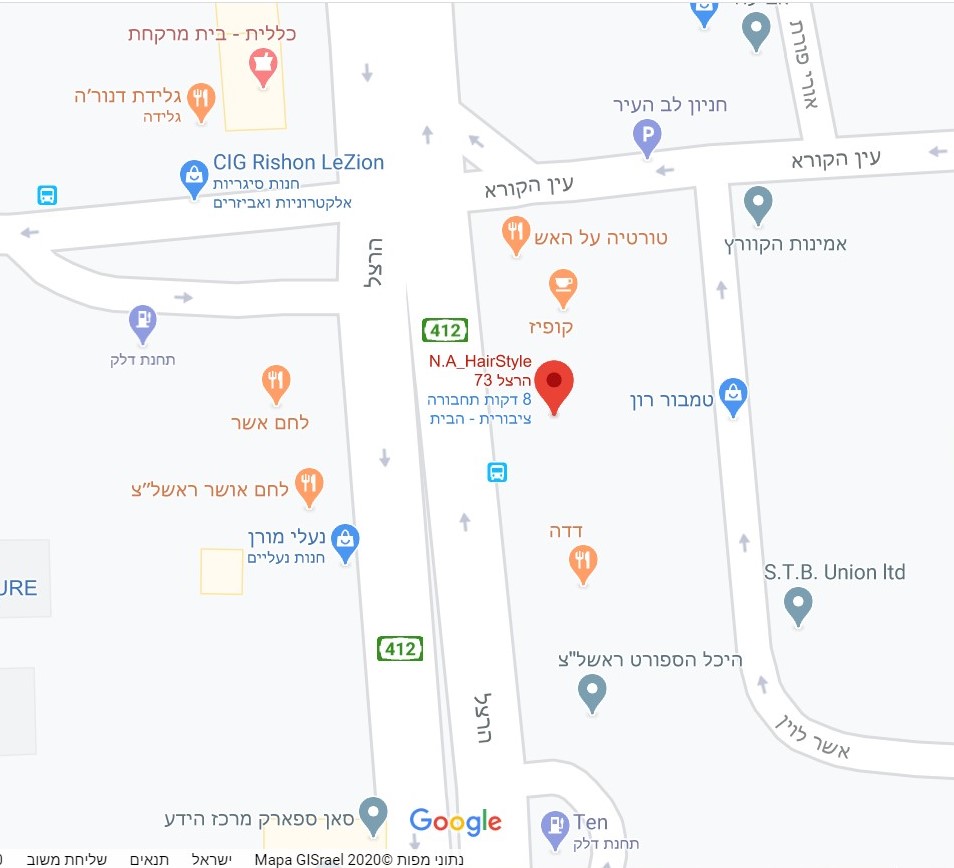 כללית - בית מרקחת
גלידת דנור׳ה
גלידה
אורי פורת
חניון לב העיר
P
CIG Rishon LeZion
חנות סיגריות
אלקטרוניות ואביזרים
עין הקורא
עין הקורא
אמינות הקוורץ
טורטיה על האש
הרצל
קופיז
412
תחנת דלק
N.A_HairStyle
הרצל 73
8 דקות תחבורה
ציבורית - הבית
טמבור רון
לחם אשר
לחם אושר ראשל״צ
נעלי מורן
חנות נעליים
דדה
S.T.B. Union ltd
URE
412
היכל הספורט ראשל"צ
הרצל
אשר לוין
סאן ספארק מרכז הידע
Google
Ten
תחנת דלק
נתוני מפות ©2020 Mapa GISrael ישראל תנאים שליחת משוב